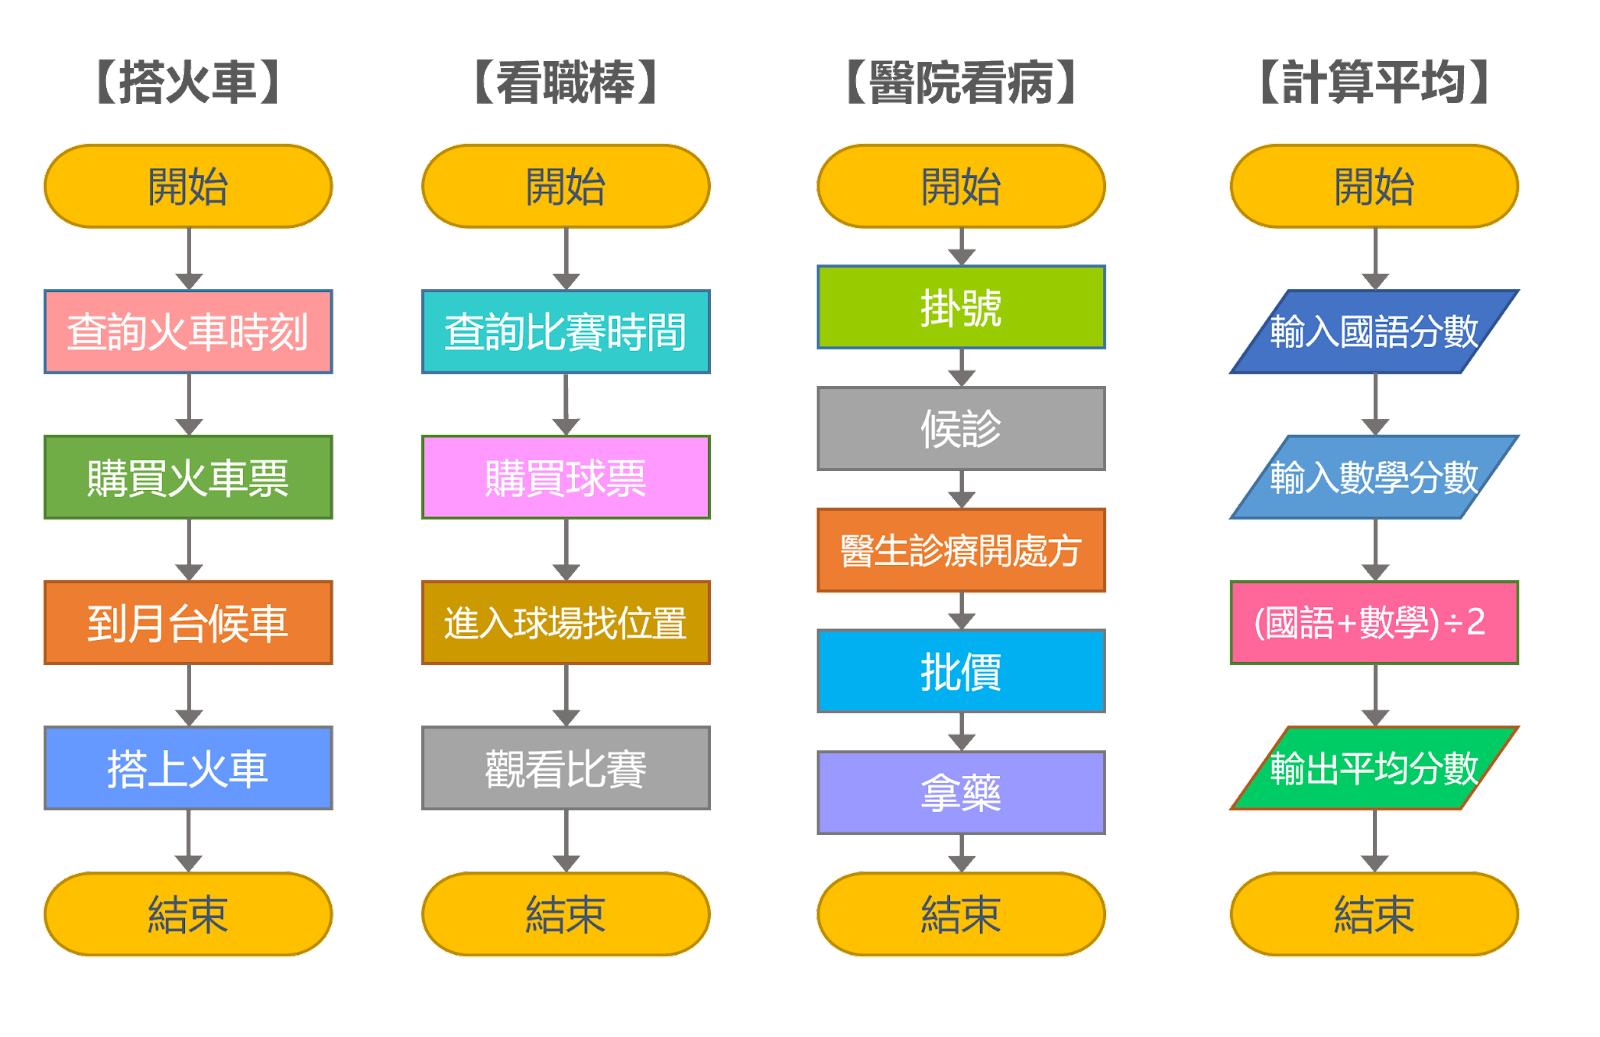 【搭火車】
開始
查詢火車時刻
購買火車票
到月台候車
搭上火車
結束
【看職棒】
開始
查詢比賽時間
購買球票
進入球場找位置
觀看比賽
結束
【醫院看病】
開始
掛號
候診
醫生診療開處方
批價
拿藥
結束
【計算平均】
開始
輸入國語分數
輸入數學分數
(國語+數學)÷2
輸出平均分數
結束